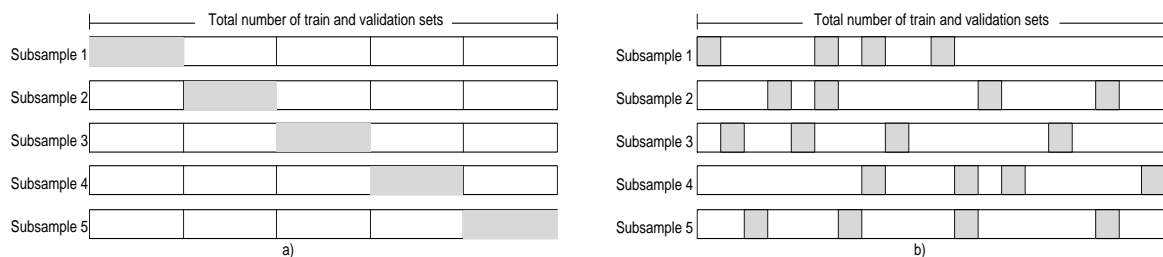 Total number of train and validation sets
Subsample 1
Subsample 2
Subsample 3
Subsample 4
Subsample 5
a)
Total number of train and validation sets
Subsample 1
Subsample 2
Subsample 3
Subsample 4
Subsample 5
b)